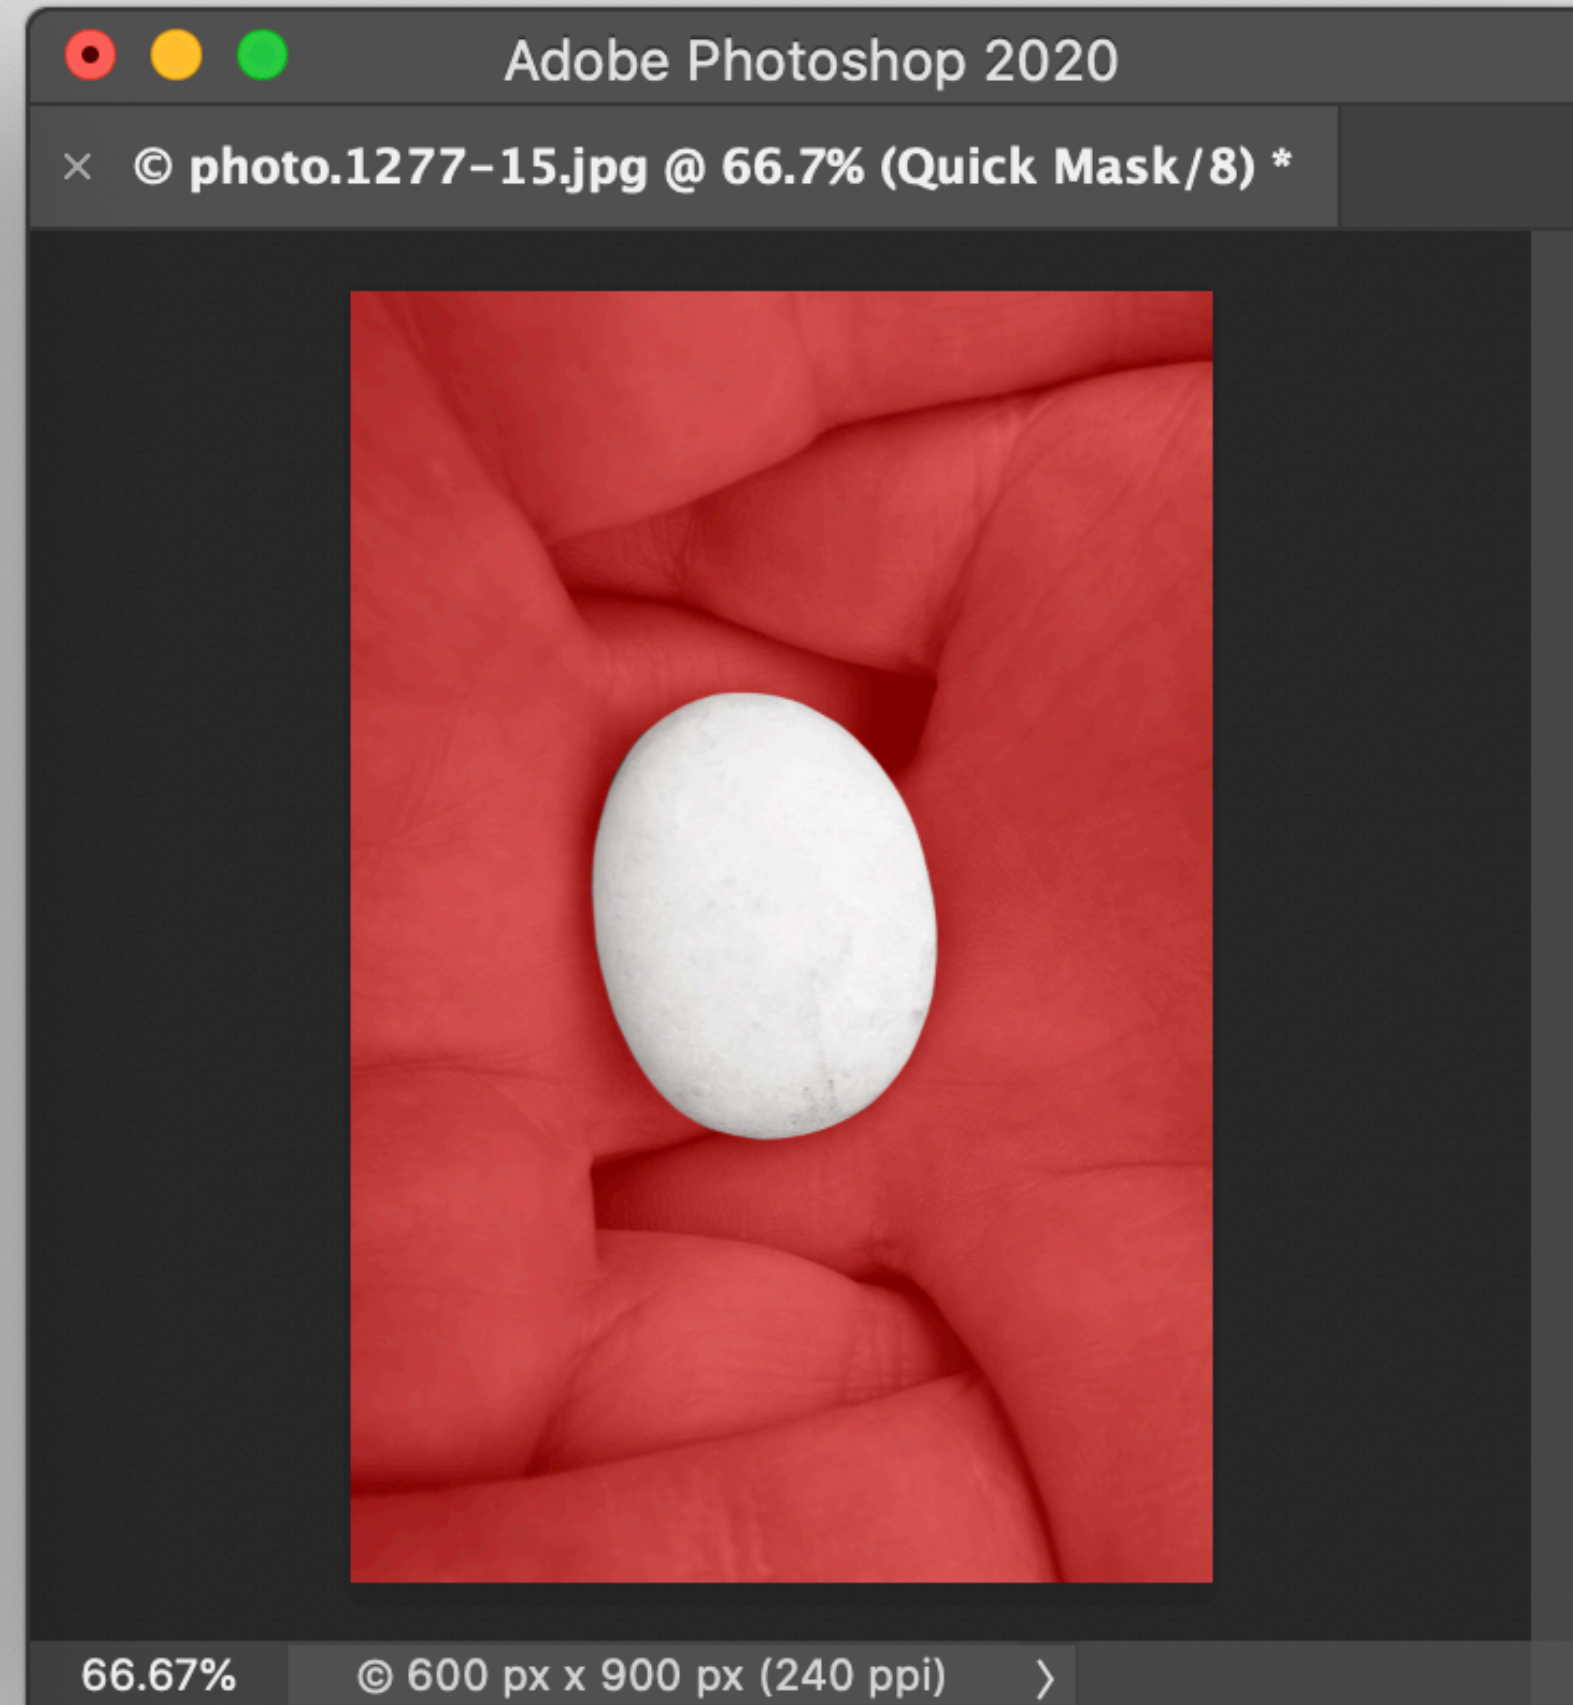 Adobe Photoshop 2020
× © photo.1277-15.jpg @ 66.7% (Quick Mask/8) *
66.67% © 600 px x 900 px (240 ppi) 〉